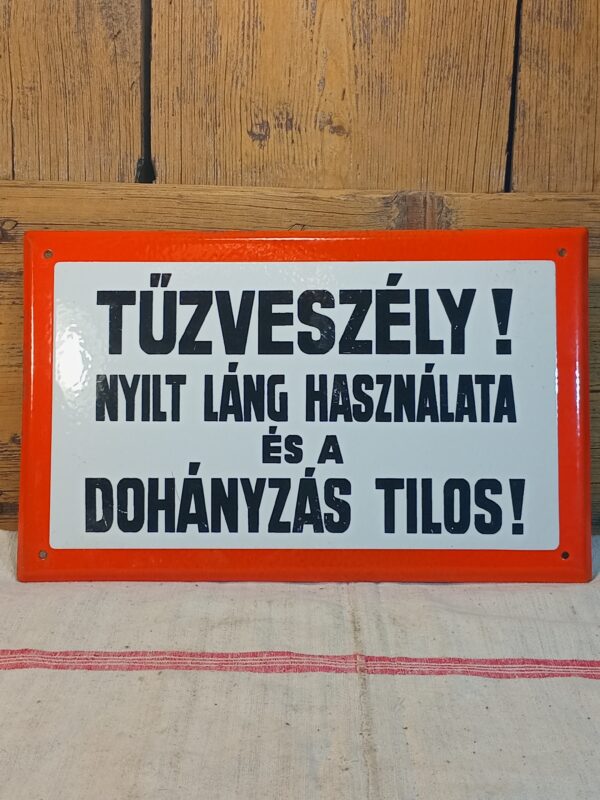 TŰZVESZÉLY!
NYILT LÁNG HASZNÁLATA
ÉS A
DOHÁNYZÁS TILOS!